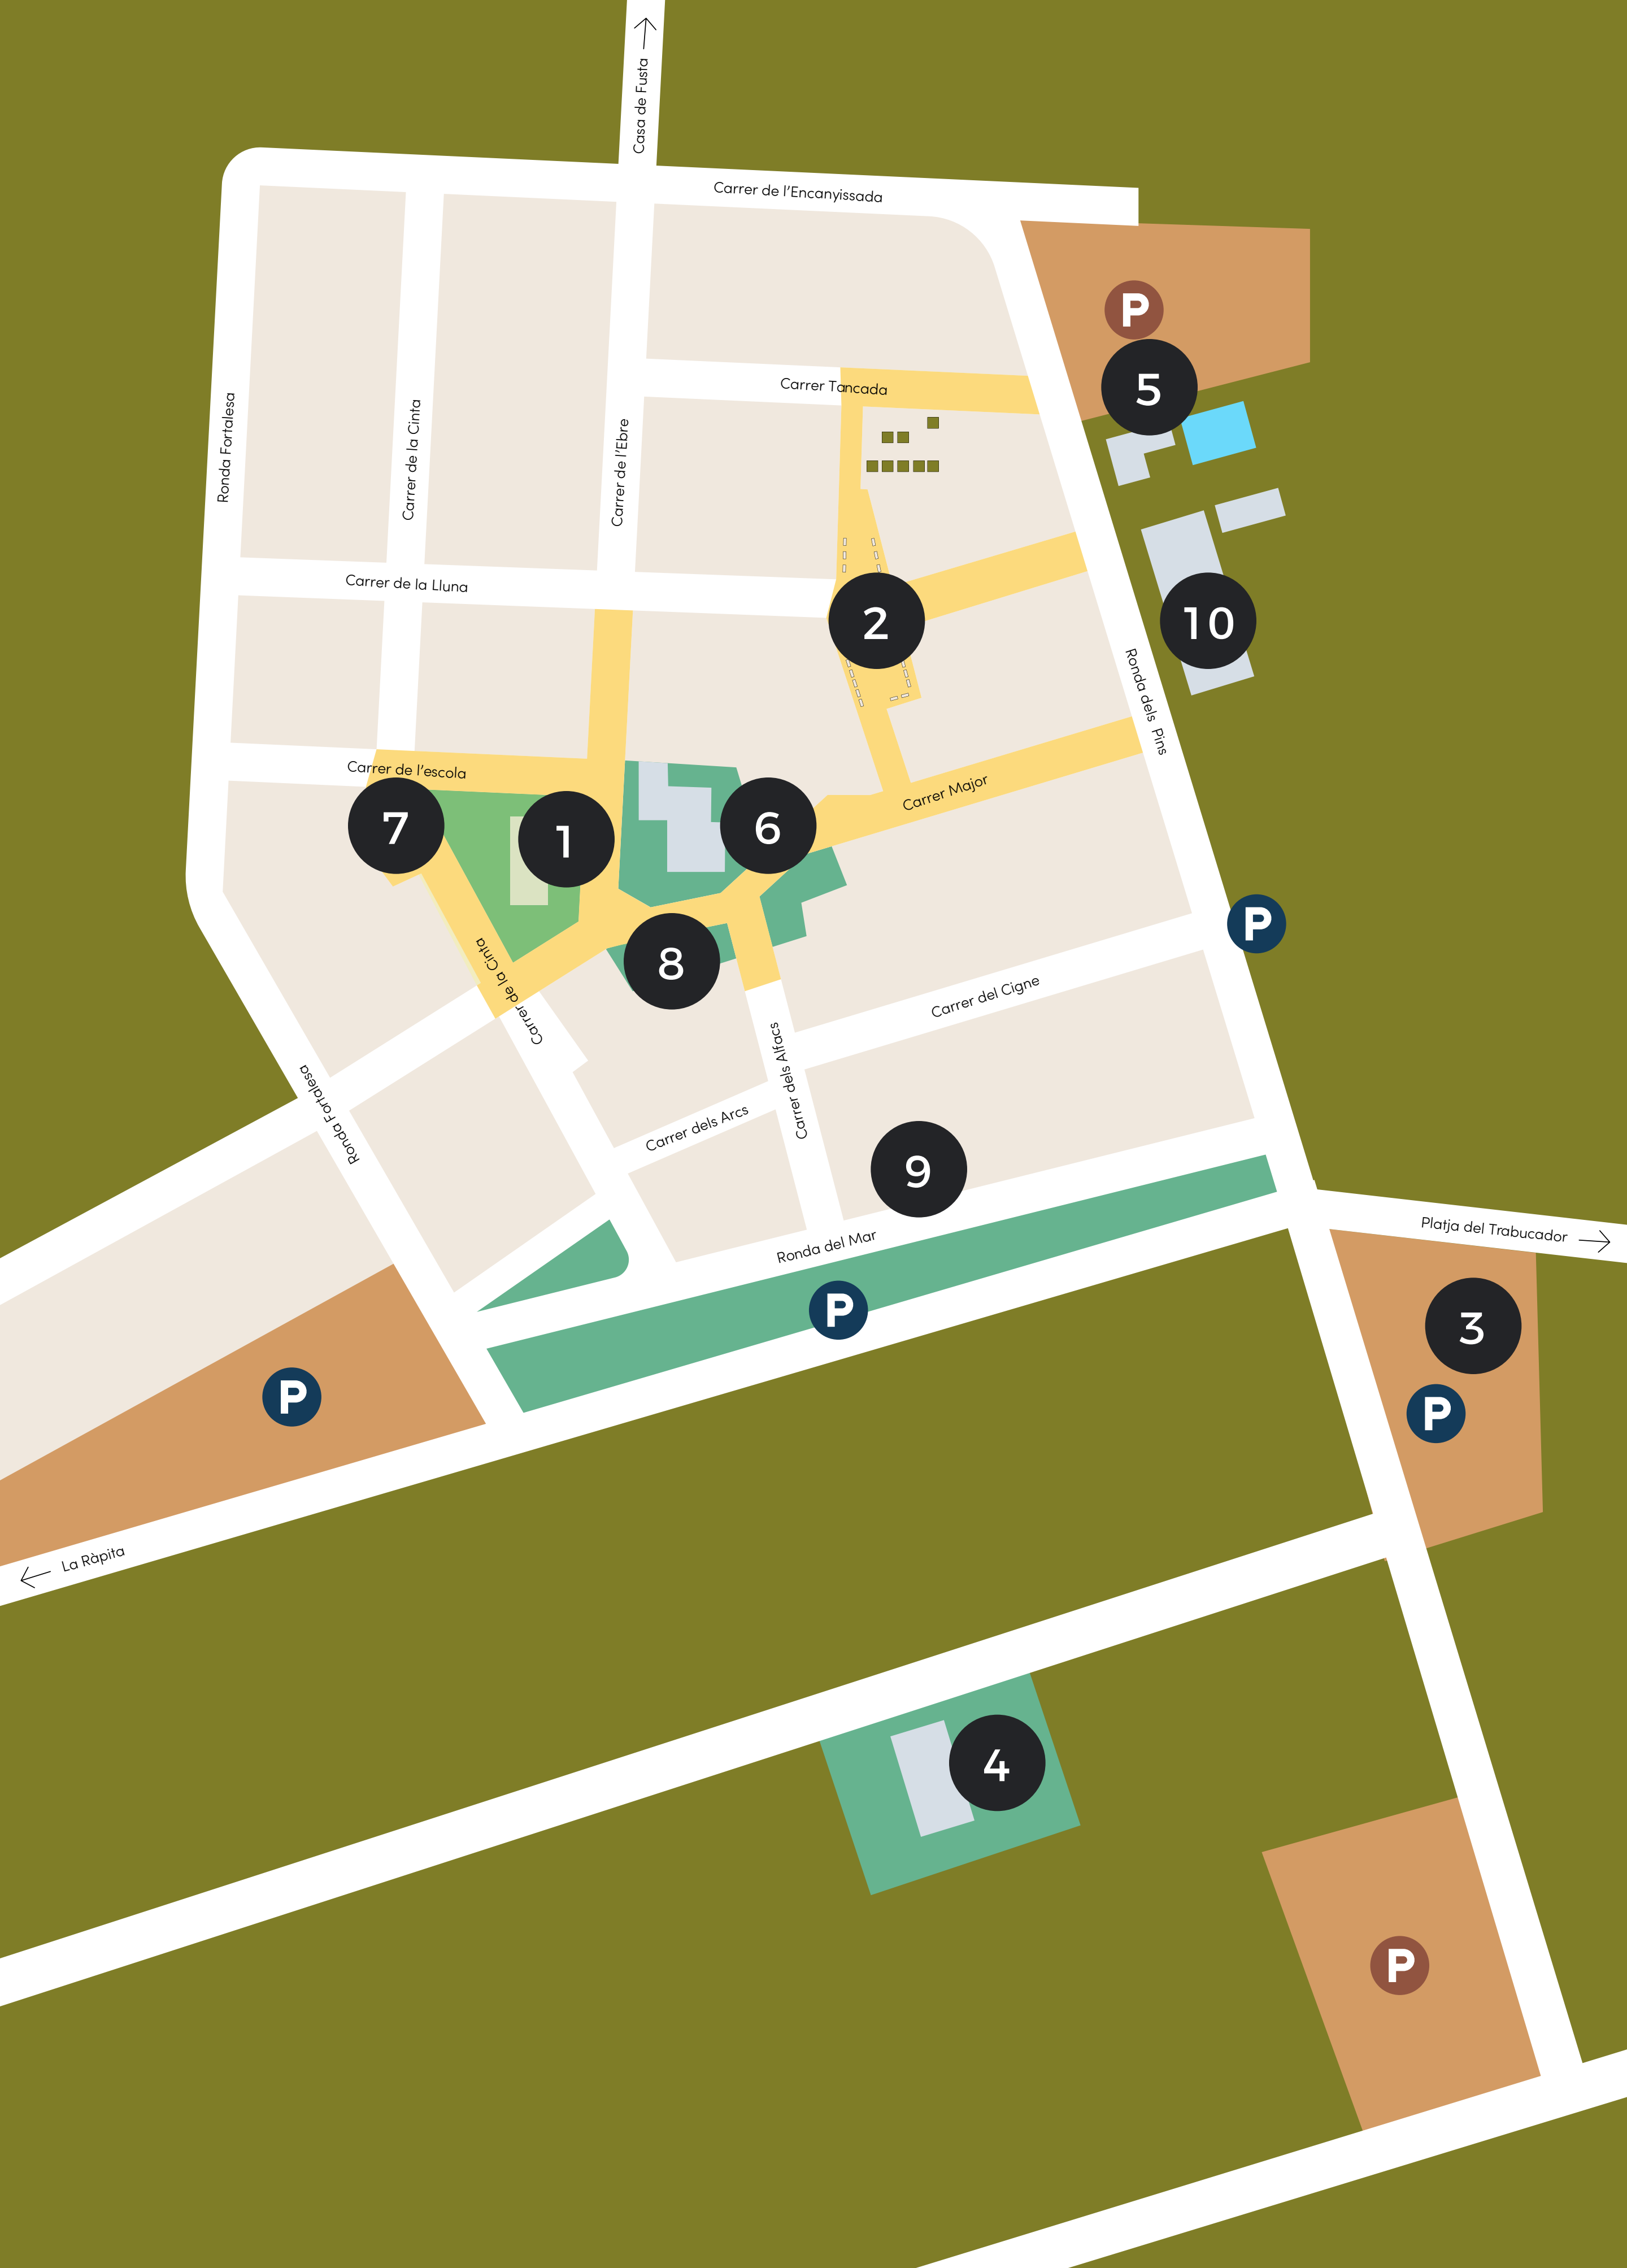 Casa de Fusta
Carrer de l'Encanyissada
P
5
Carrer Tancada
Ronda Fortalesa
Carrer de la Cinta
Carrer de l'Ebre
Carrer de la Lluna
2
10
Ronda dels Pins
Carrer de l'escola
Carrer Major
7
1
6
P
Carrer de la Cinta
8
Carrer del Cigne
Carrer dels Alfacs
Ronda Fortalesa
Carrer dels Arcs
9
Ronda del Mar
Platja del Trabucador
P
3
P
P
La Ràpita
4
P